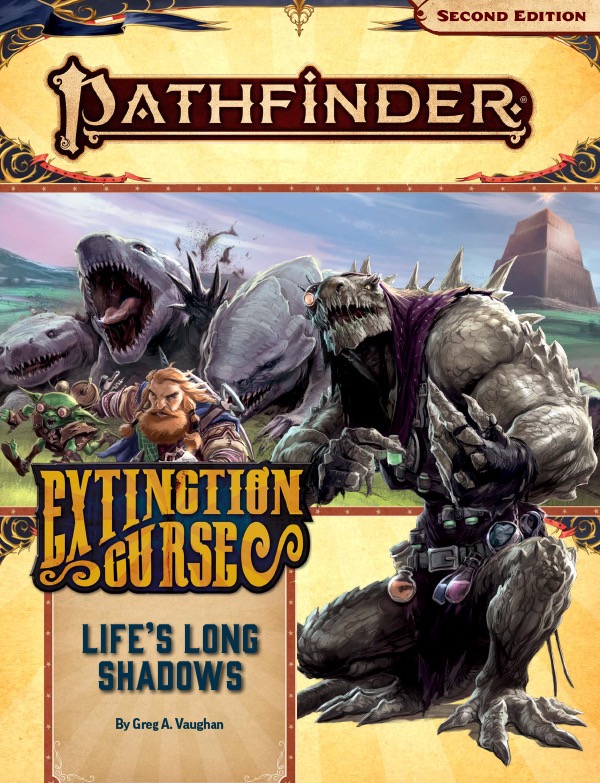 SECOND EDITION
PATHFINDER®
EXTINCTION
CURSE
LIFE'S LONG
SHADOWS
By Greg A. Vaughan